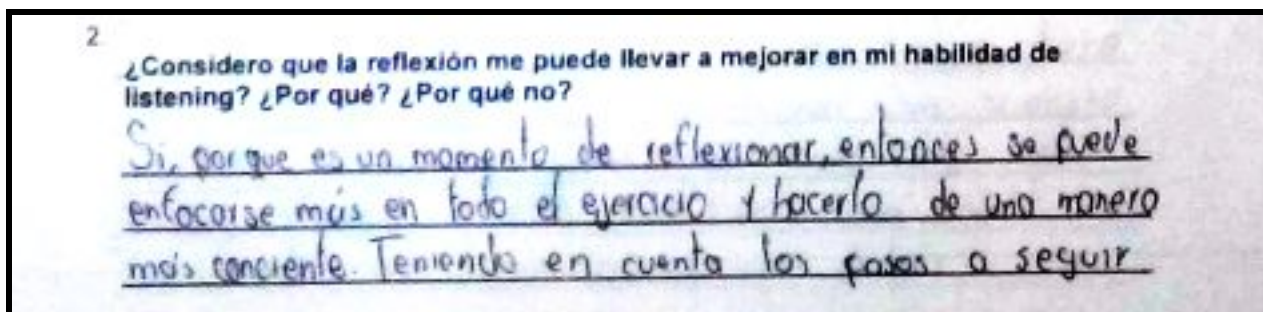 2
¿Considero que la reflexión me puede llevar a mejorar en mi habilidad de
listening? ¿Por qué? ¿Por qué no?
Si, porque es un momento de reflexionar, entonces se puede
enfocarse más en todo el ejercicio y hacerlo de una manera
más conciente. Teniendo en cuenta los pasos a seguir